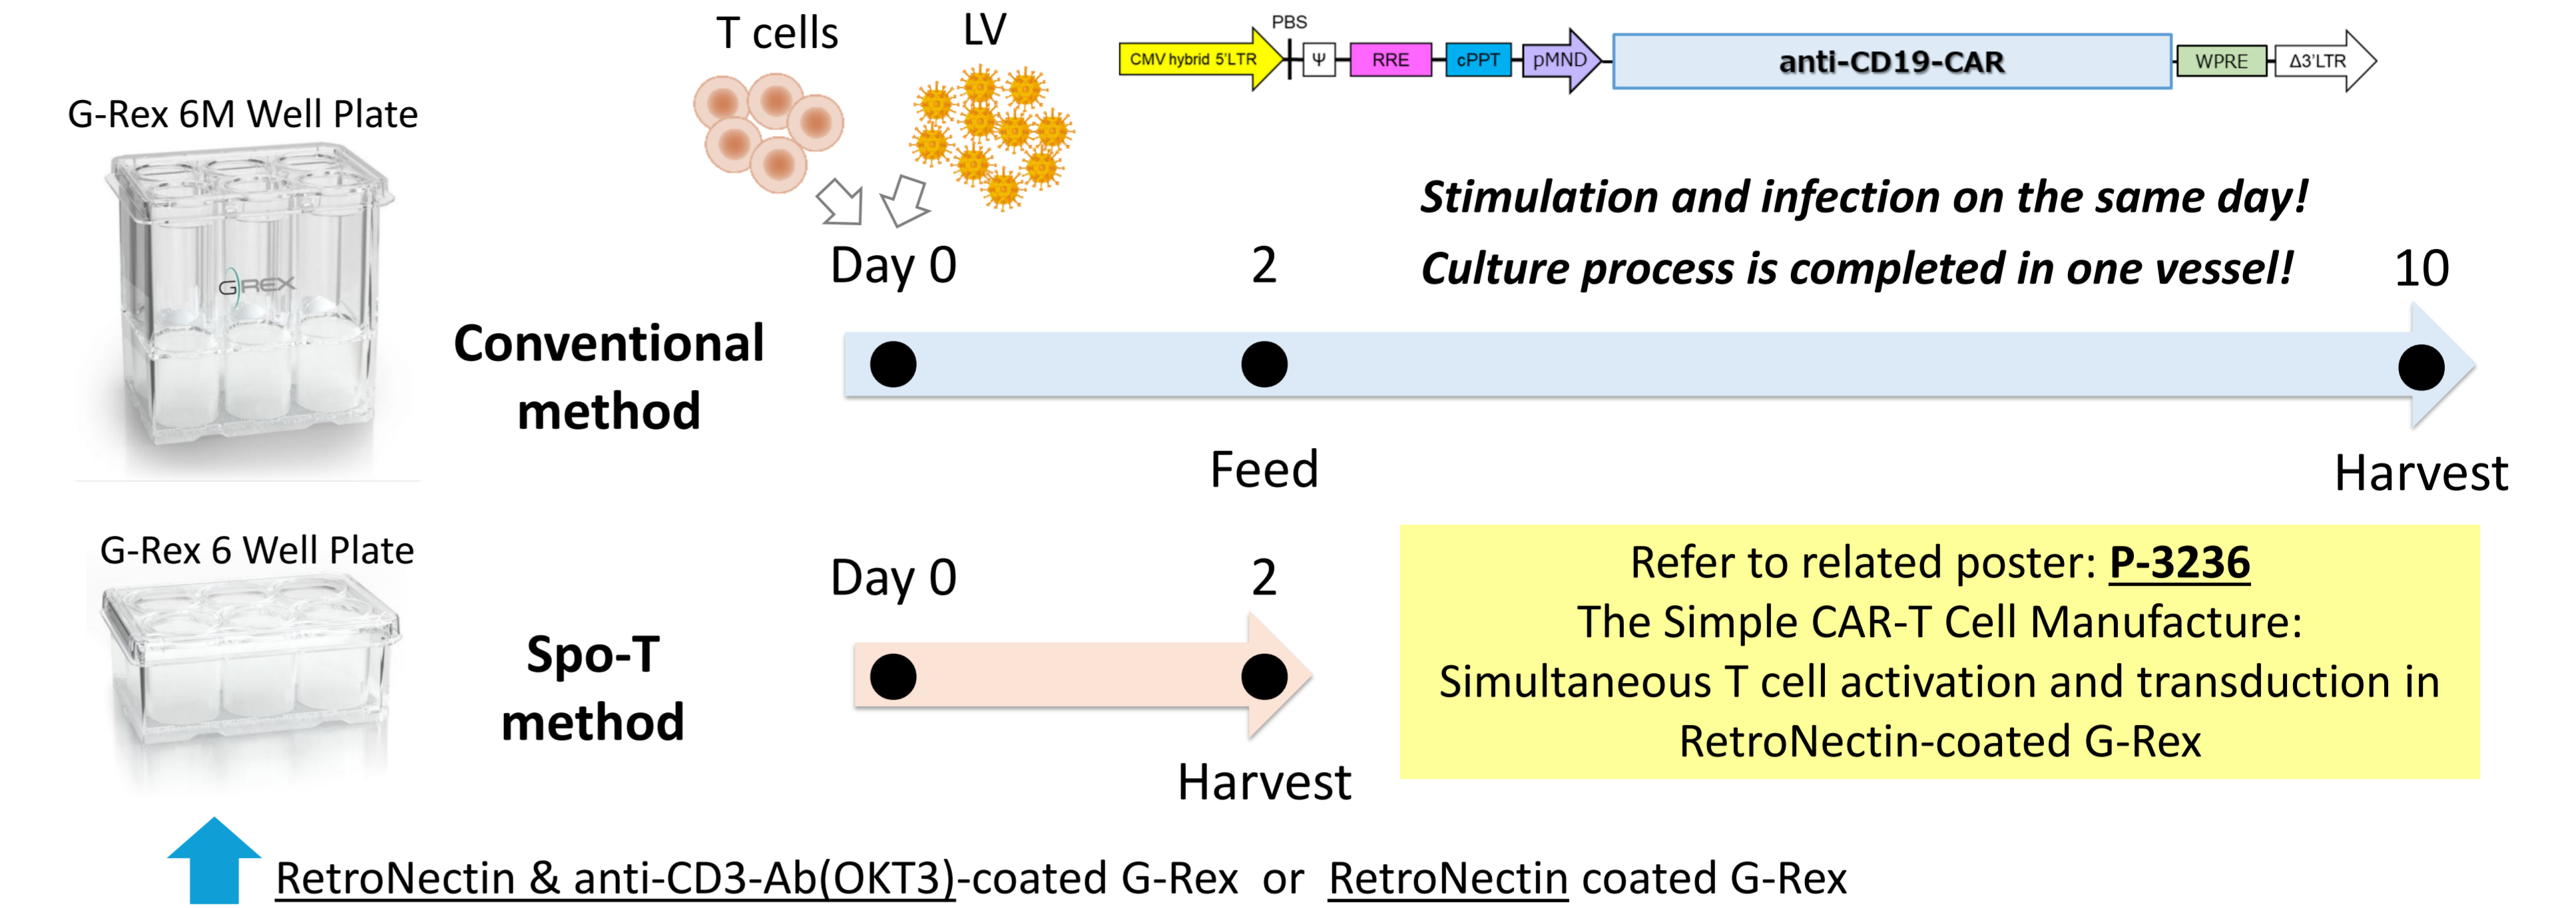 T cells
LV
PBS
CMV hybrid 5'LTR
Ψ
RRE
cPPT
pMND
anti-CD19-CAR
WPRE
Δ3'LTR
G-Rex 6M Well Plate
G REX
Stimulation and infection on the same day!
Culture process is completed in one vessel!
Day 0
2
10
Conventional
method
Feed
Harvest
G-Rex 6 Well Plate
Day 0
2
Spo-T
method
Harvest
Refer to related poster: P-3236
The Simple CAR-T Cell Manufacture:
Simultaneous T cell activation and transduction in
RetroNectin-coated G-Rex
RetroNectin & anti-CD3-Ab(OKT3)-coated G-Rex or RetroNectin coated G-Rex